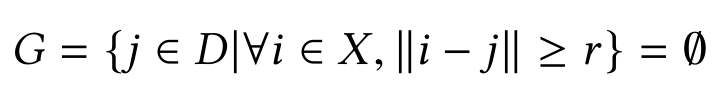 G = {j ∈ D|∀i ∈ X, ‖i − j‖ ≥ r} = ∅